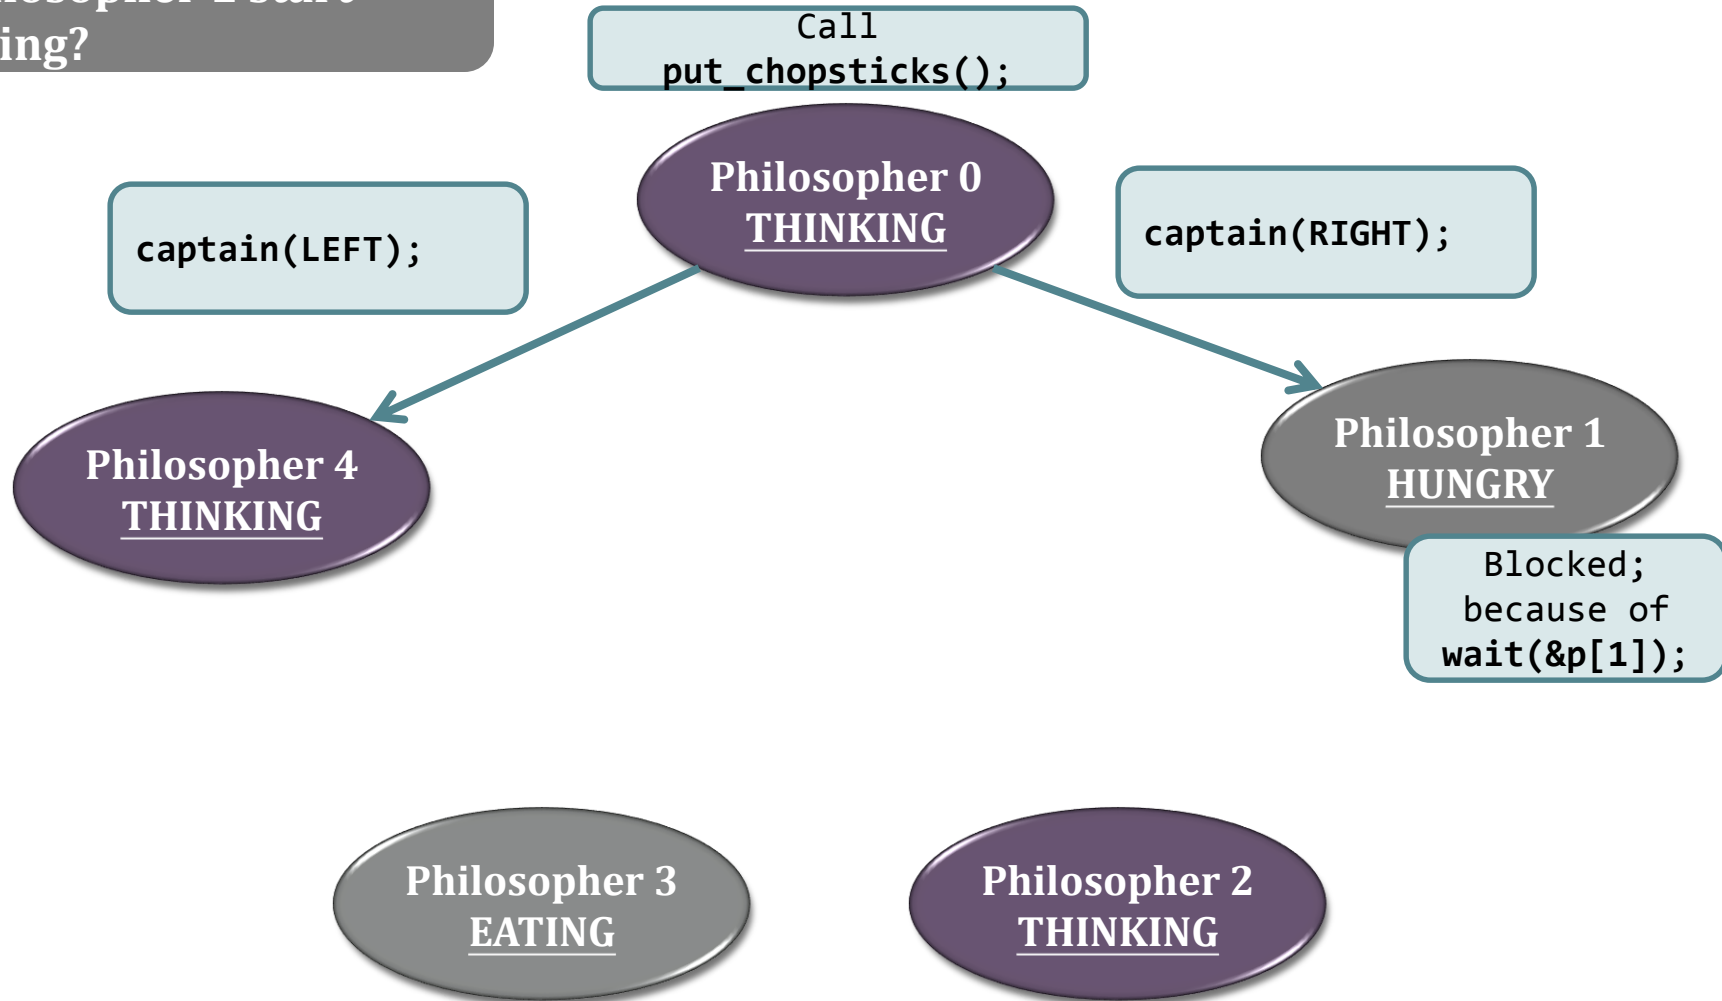 ing?
Call
put_chopsticks();
Philosopher 0
THINKING
captain(LEFT);
captain(RIGHT);
Philosopher 4
THINKING
Philosopher 1
HUNGRY
Blocked;
because of
wait(&p[1]);
Philosopher 3
EATING
Philosopher 2
THINKING